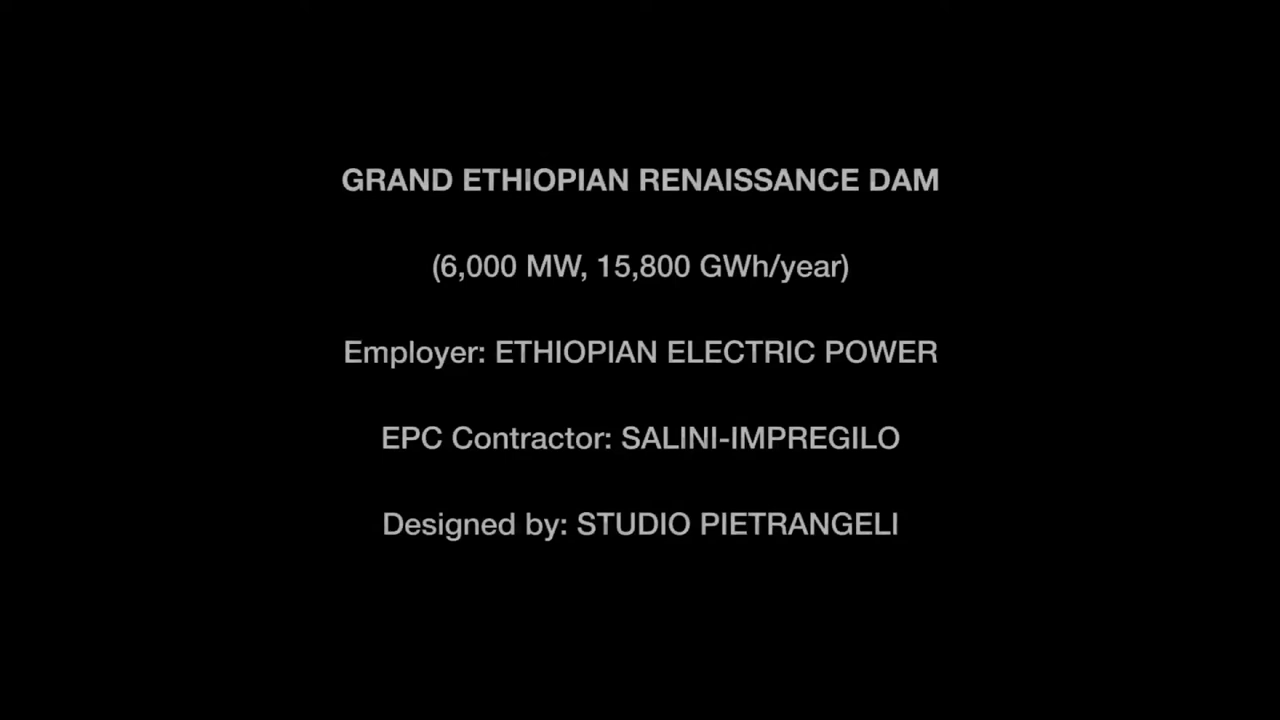 GRAND ETHIOPIAN RENAISSANCE DAM
(6,000 MW, 15,800 GWh/year)
Employer: ETHIOPIAN ELECTRIC POWER
EPC Contractor: SALINI-IMPREGILO
Designed by: STUDIO PIETRANGELI